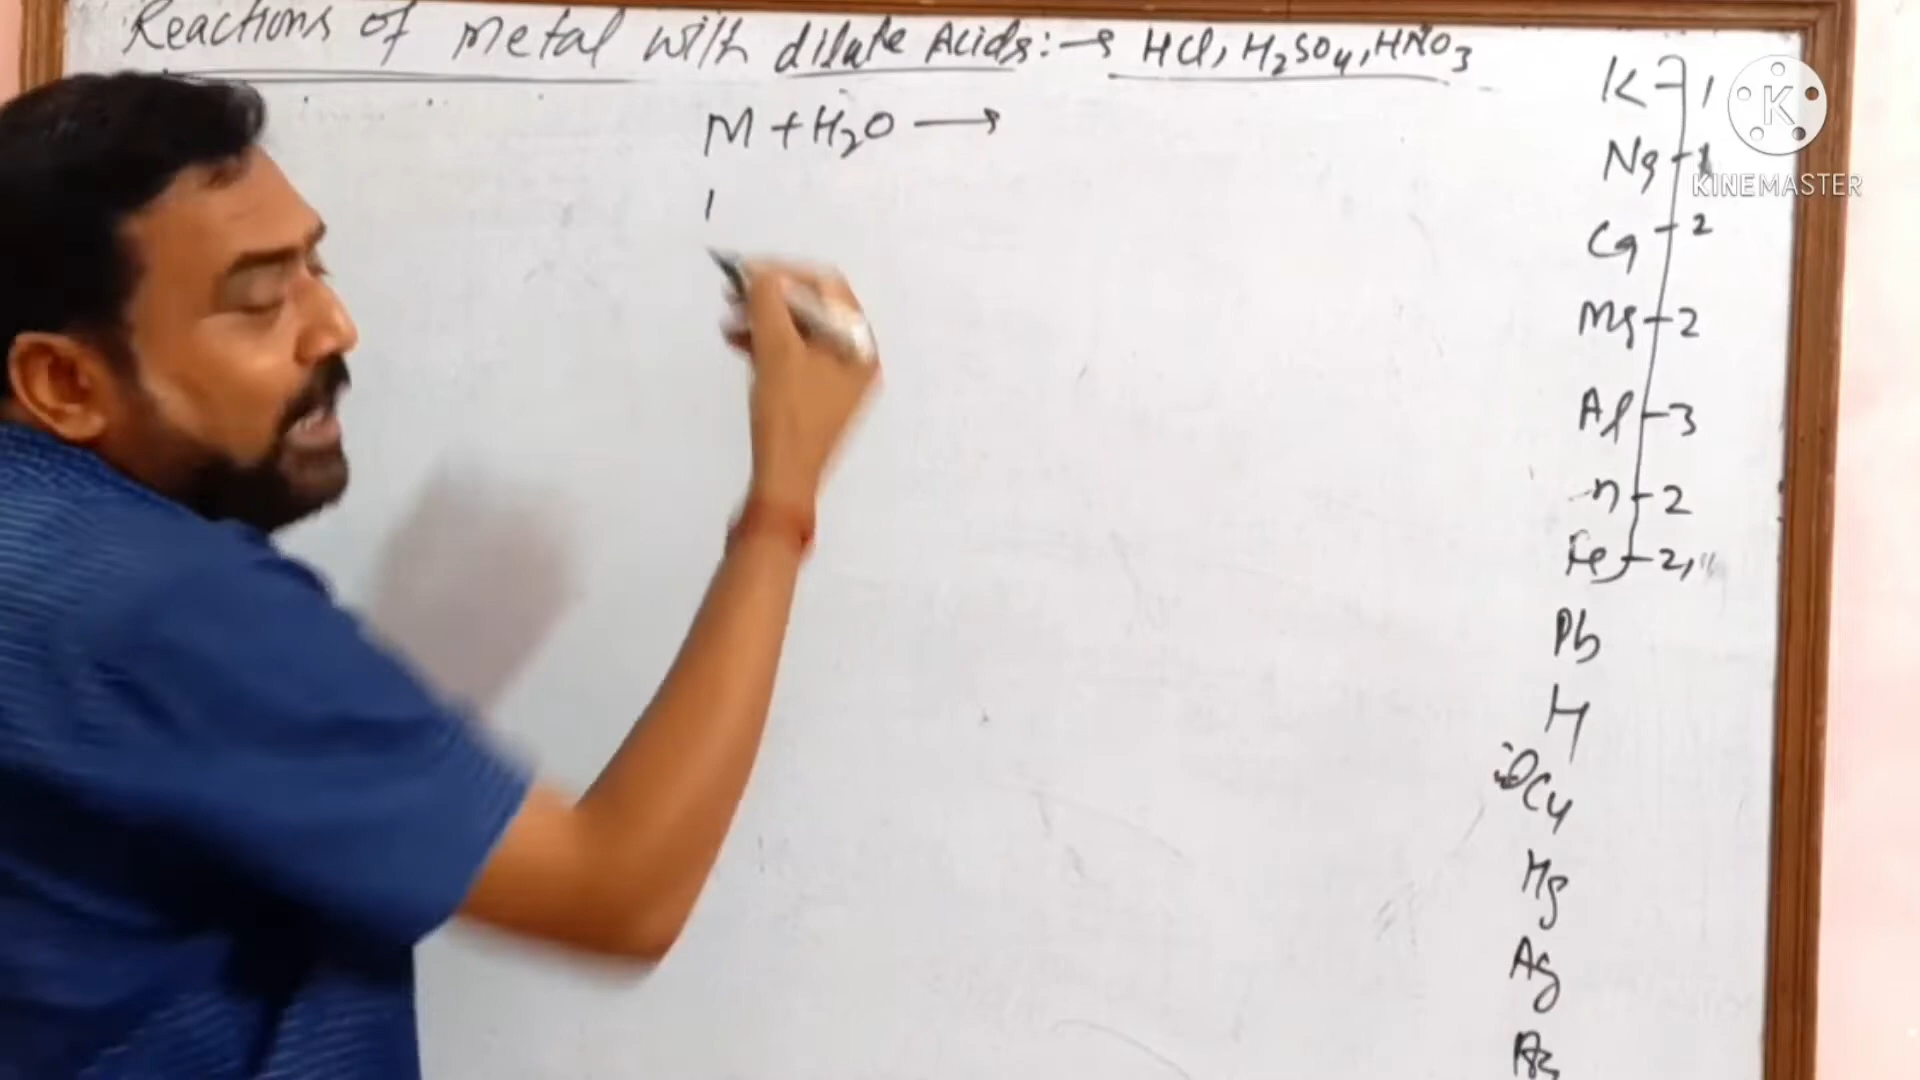 Reactions of metal with dilute Acids:→ HCl, H2SO4, HNO3
M + H2O →
K - 1
Na - 1
Ca - 2
Mg - 2
Al - 3
n - 2
Fe - 2,
Pb
H
Cu
Hg
Ag
K
KINEMASTER